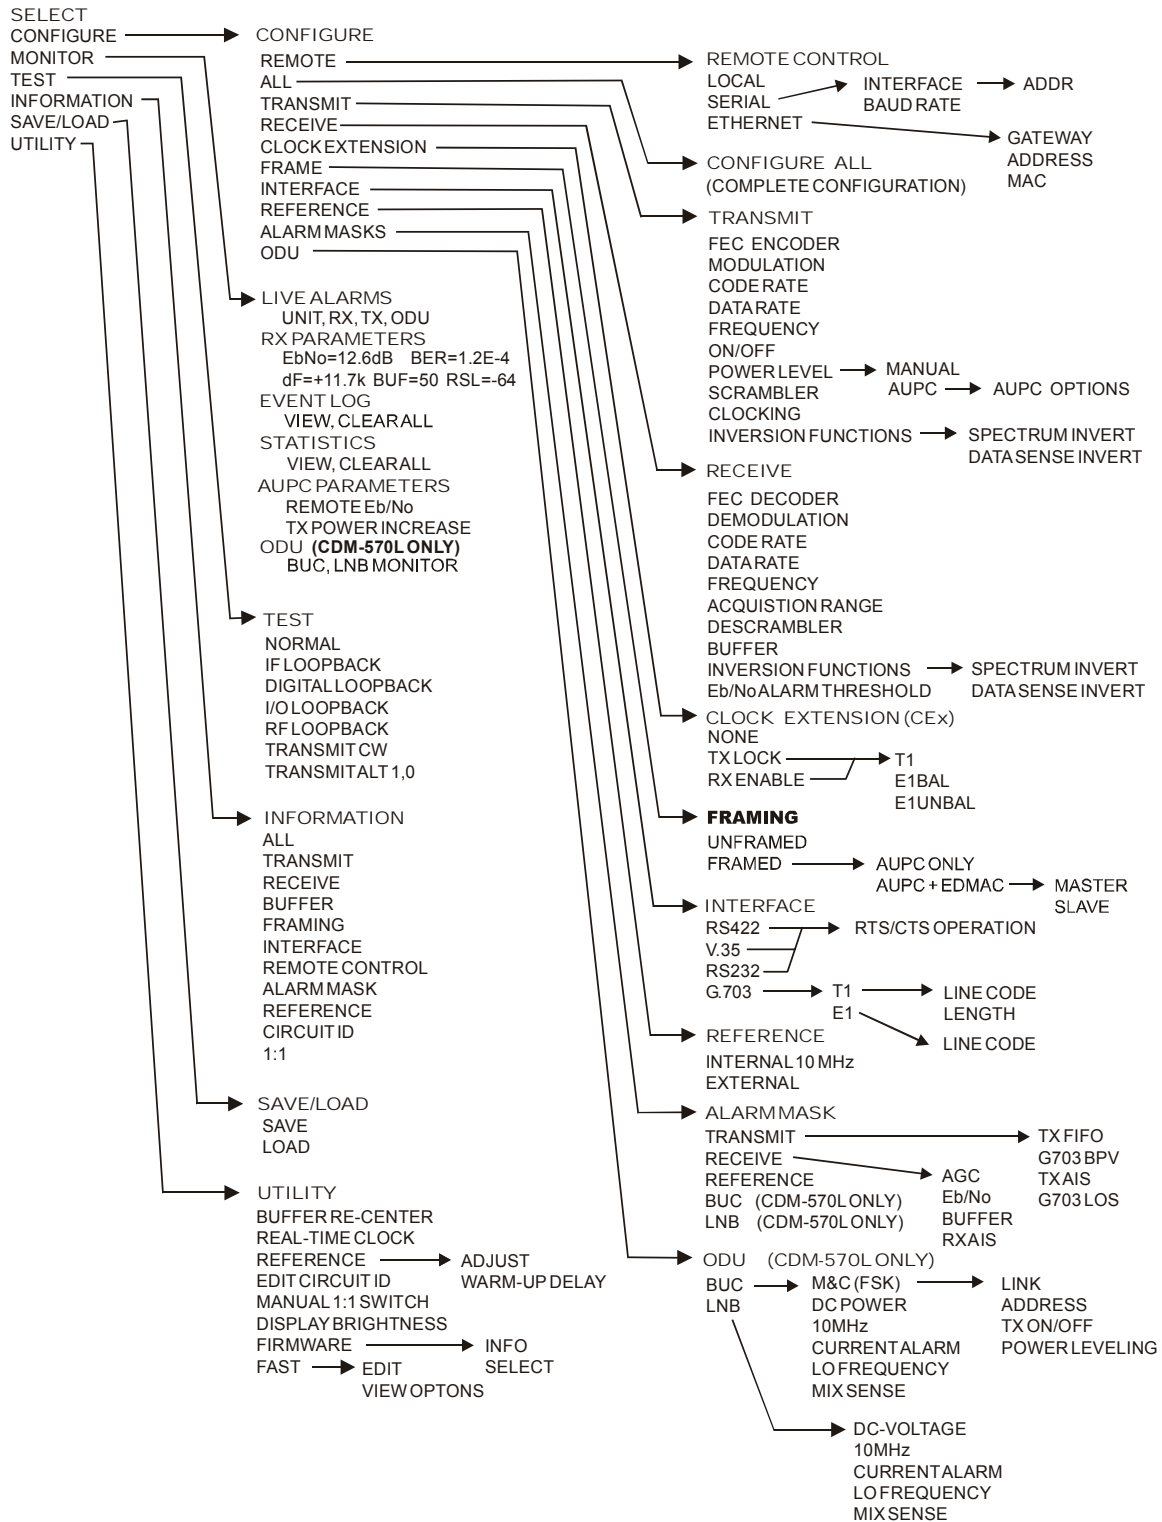 SELECT
CONFIGURE
MONITOR
TEST
INFORMATION
SAVE/LOAD
UTILITY
CONFIGURE
REMOTE
ALL
TRANSMIT
RECEIVE
CLOCK EXTENSION
FRAME
INTERFACE
REFERENCE
ALARM MASKS
ODU
LIVE ALARMS
UNIT, RX, TX, ODU
RX PARAMETERS
EbNo=12.6dB BER=1.2E-4
dF=+11.7k BUF=50 RSL=-64
EVENT LOG
VIEW, CLEAR ALL
STATISTICS
VIEW, CLEAR ALL
AUPC PARAMETERS
REMOTE Eb/No
TX POWER INCREASE
ODU (CDM-570L ONLY)
BUC, LNB MONITOR
TEST
NORMAL
IF LOOPBACK
DIGITAL LOOPBACK
I/O LOOPBACK
RF LOOPBACK
TRANSMIT CW
TRANSMIT ALT 1,0
INFORMATION
ALL
TRANSMIT
RECEIVE
BUFFER
FRAMING
INTERFACE
REMOTE CONTROL
ALARM MASK
REFERENCE
CIRCUIT ID
1:1
SAVE/LOAD
SAVE
LOAD
UTILITY
BUFFER RE-CENTER
REAL-TIME CLOCK
REFERENCE
ADJUST
WARM-UP DELAY
EDIT CIRCUIT ID
MANUAL 1:1 SWITCH
DISPLAY BRIGHTNESS
FIRMWARE
INFO
SELECT
FAST
EDIT
VIEW OPTONS
REMOTE CONTROL
LOCAL
SERIAL
INTERFACE
ADDR
BAUD RATE
ETHERNET
GATEWAY
ADDRESS
MAC
CONFIGURE ALL
(COMPLETE CONFIGURATION)
TRANSMIT
FEC ENCODER
MODULATION
CODE RATE
DATA RATE
FREQUENCY
ON/OFF
POWER LEVEL
MANUAL
AUPC
AUPC OPTIONS
SCRAMBLER
CLOCKING
INVERSION FUNCTIONS
SPECTRUM INVERT
DATA SENSE INVERT
RECEIVE
FEC DECODER
DEMODULATION
CODE RATE
DATA RATE
FREQUENCY
ACQUISTION RANGE
DESCRAMBLER
BUFFER
INVERSION FUNCTIONS
SPECTRUM INVERT
DATA SENSE INVERT
Eb/No ALARM THRESHOLD
CLOCK EXTENSION (CEx)
NONE
TX LOCK
RX ENABLE
T1
E1 BAL
E1 UNBAL
FRAMING
UNFRAMED
FRAMED
AUPC ONLY
AUPC + EDMAC
MASTER
SLAVE
INTERFACE
RS422
V.35
RS232
RTS/CTS OPERATION
G.703
T1
LINE CODE
LENGTH
E1
LINE CODE
REFERENCE
INTERNAL 10 MHz
EXTERNAL
ALARM MASK
TRANSMIT
TX FIFO
G703 BPV
TX AIS
G703 LOS
RECEIVE
AGC
Eb/No
BUFFER
RX AIS
REFERENCE
BUC (CDM-570L ONLY)
LNB (CDM-570L ONLY)
ODU (CDM-570L ONLY)
BUC
M&C (FSK)
LINK
ADDRESS
TX ON/OFF
POWER LEVELING
DC POWER
10MHz
CURRENT ALARM
LO FREQUENCY
MIX SENSE
LNB
DC-VOLTAGE
10MHz
CURRENT ALARM
LO FREQUENCY
MIX SENSE